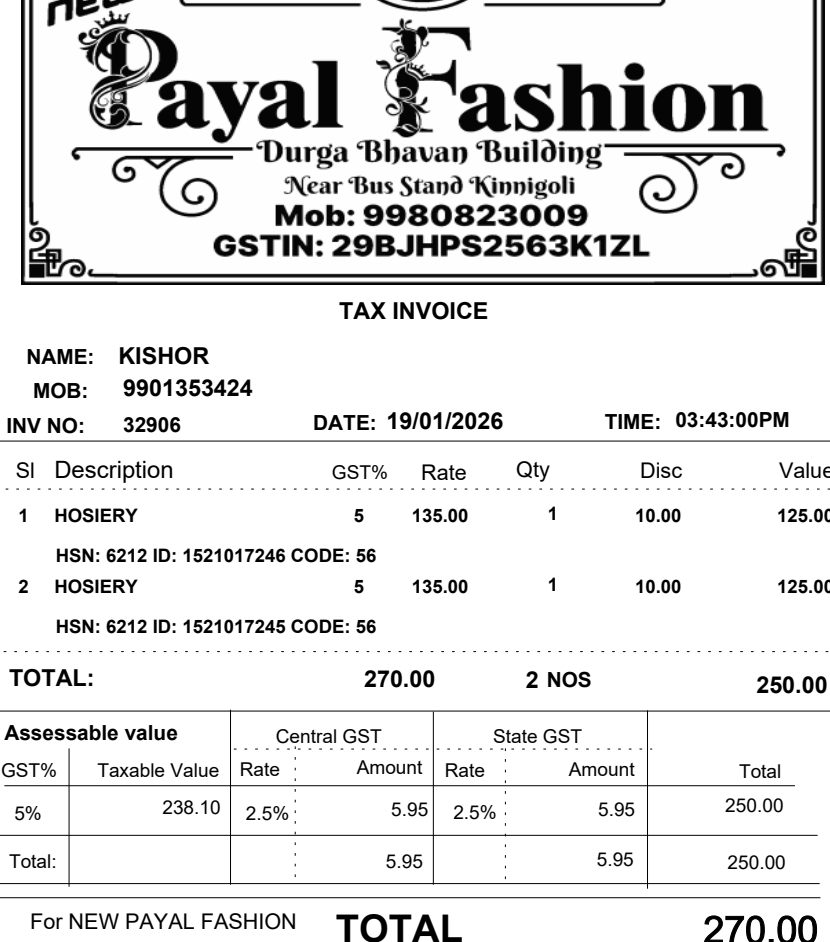 new
Payal Fashion
Durga Bhavan Building
Near Bus Stand Kinnigoli
Mob: 9980823009
GSTIN: 29BJHPS2563K1ZL
TAX INVOICE
NAME: KISHOR
MOB: 9901353424
INV NO: 32906 DATE: 19/01/2026 TIME: 03:43:00PM
Sl Description GST% Rate Qty Disc Value
1 HOSIERY 5 135.00 1 10.00 125.00
HSN: 6212 ID: 1521017246 CODE: 56
2 HOSIERY 5 135.00 1 10.00 125.00
HSN: 6212 ID: 1521017245 CODE: 56
TOTAL: 270.00 2 NOS 250.00
Assessable value Central GST State GST
GST% Taxable Value Rate Amount Rate Amount Total
5% 238.10 2.5% 5.95 2.5% 5.95 250.00
Total: 5.95 5.95 250.00
For NEW PAYAL FASHION TOTAL 270.00